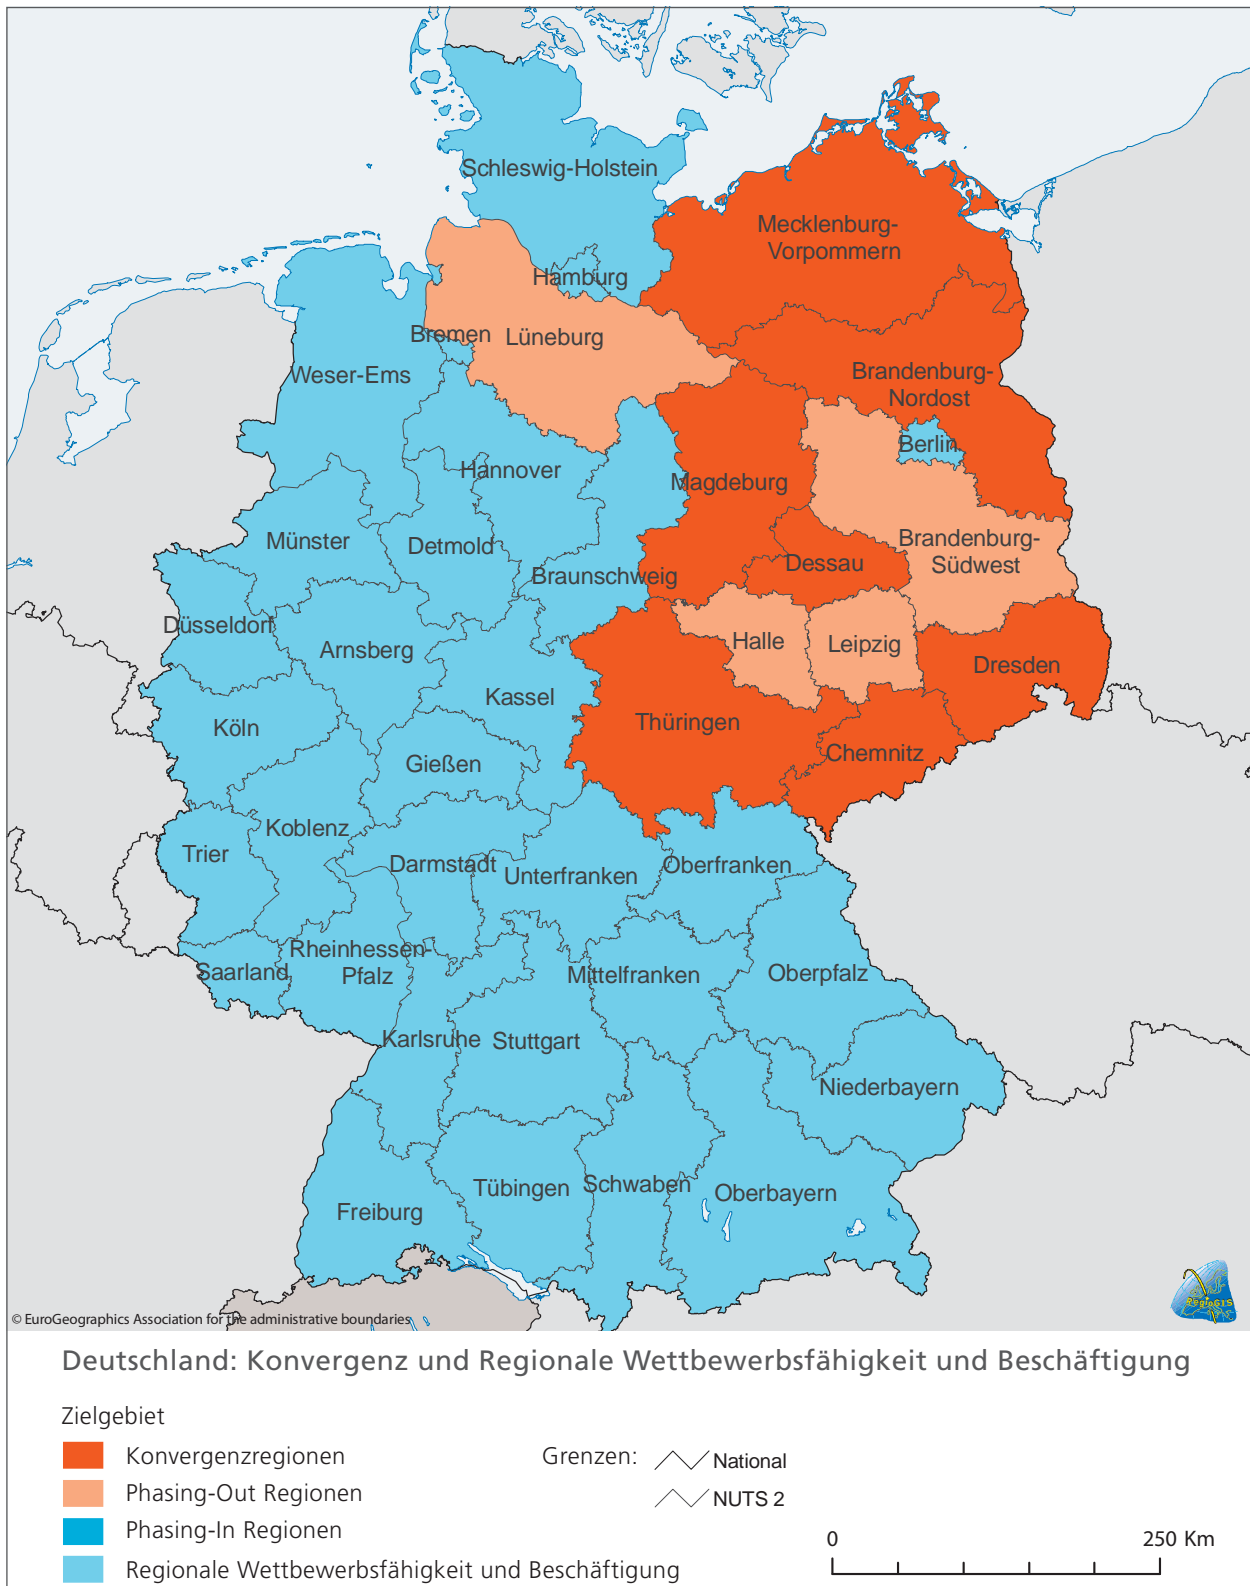 Schleswig-Holstein
Mecklenburg-
Vorpommern
Hamburg
Bremen
Lüneburg
Weser-Ems
Brandenburg-
Nordost
Berlin
Hannover
Magdeburg
Münster
Detmold
Brandenburg-
Südwest
Dessau
Braunschweig
Düsseldorf
Arnsberg
Halle
Leipzig
Dresden
Kassel
Thüringen
Köln
Chemnitz
Gießen
Koblenz
Trier
Darmstadt
Unterfranken
Oberfranken
Rheinhessen-
Pfalz
Saarland
Mittelfranken
Oberpfalz
Karlsruhe
Stuttgart
Niederbayern
Tübingen
Schwaben
Oberbayern
Freiburg
RegioGIS
© EuroGeographics Association for the administrative boundaries
Deutschland: Konvergenz und Regionale Wettbewerbsfähigkeit und Beschäftigung
Zielgebiet
Konvergenzregionen
Grenzen:
National
Phasing-Out Regionen
NUTS 2
Phasing-In Regionen
0 250 Km
Regionale Wettbewerbsfähigkeit und Beschäftigung